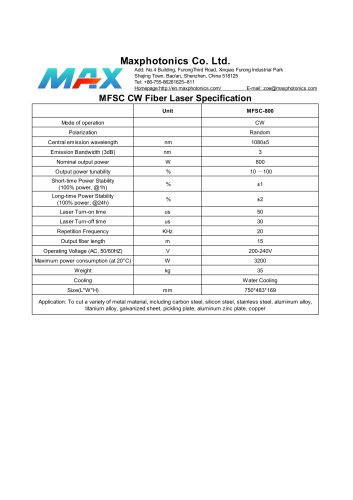 Maxphotonics Co. Ltd.
MAX
Add: No.4 Building, FurongThird Road, Xinqiao Furong Industrial Park
Shajing Town, Bao'an, Shenzhen, China 518125
Tel: +86-755-86261625--811
Homepage:http://en.maxphotonics.com/ E-mail: zoe@maxphotonics.com
MFSC CW Fiber Laser Specification
Unit MFSC-800
Mode of operation CW
Polarization Random
Central emission wavelength nm 1080±5
Emission Bandwidth (3dB) nm 3
Nominal output power W 800
Output power tunability % 10 ~100
Short-time Power Stability
(100% power, @1h) % ±1
Long-time Power Stability
(100% power, @24h) % ±2
Laser Turn-on time us 50
Laser Turn-off time us 30
Repetition Frequency KHz 20
Output fiber length m 15
Operating Voltage (AC, 50/60HZ) V 200-240V
Maximum power consumption (at 20°C) W 3200
Weight kg 35
Cooling Water Cooling
Size(L*W*H) mm 750*483*169
Application: To cut a variety of metal material, including carbon steel, silicon steel, stainless steel, aluminum alloy,
titanium alloy, galvanized sheet, pickling plate, aluminum zinc plate, copper